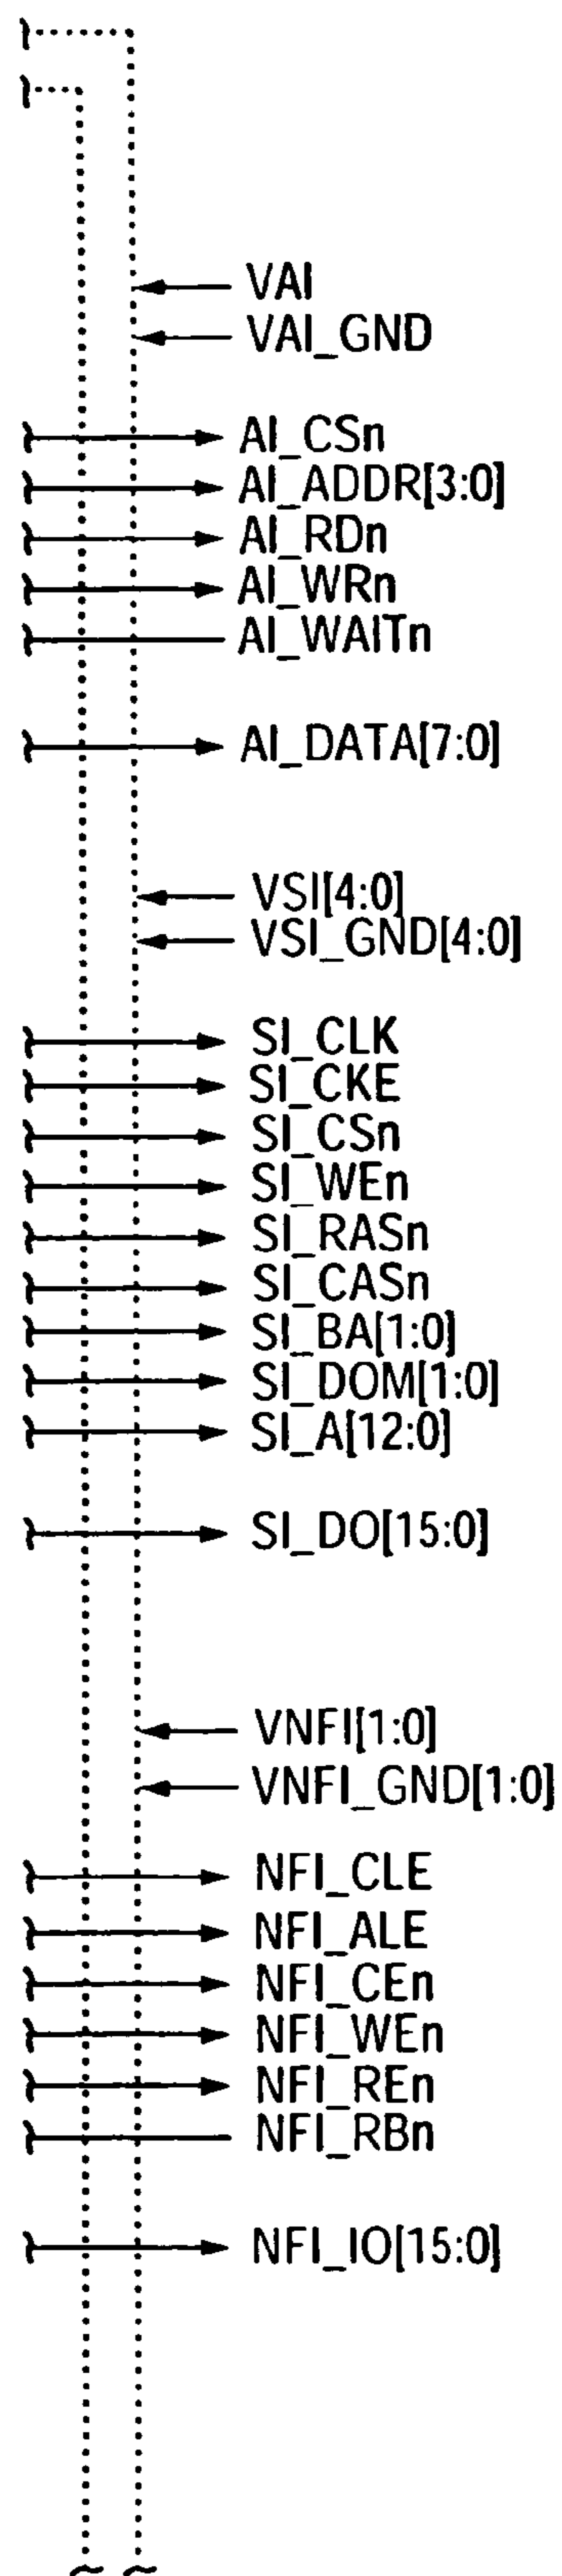 VAI
VAI_GND
AI_CSn
AI_ADDR[3:0]
AI_RDn
AI_WRn
AI_WAITn
AI_DATA[7:0]
VSI[4:0]
VSI_GND[4:0]
SI_CLK
SI_CKE
SI_CSn
SI_WEn
SI_RASn
SI_CASn
SI_BA[1:0]
SI_DOM[1:0]
SI_A[12:0]
SI_DO[15:0]
VNFI[1:0]
VNFI_GND[1:0]
NFI_CLE
NFI_ALE
NFI_CEn
NFI_WEn
NFI_REn
NFI_RBn
NFI_IO[15:0]